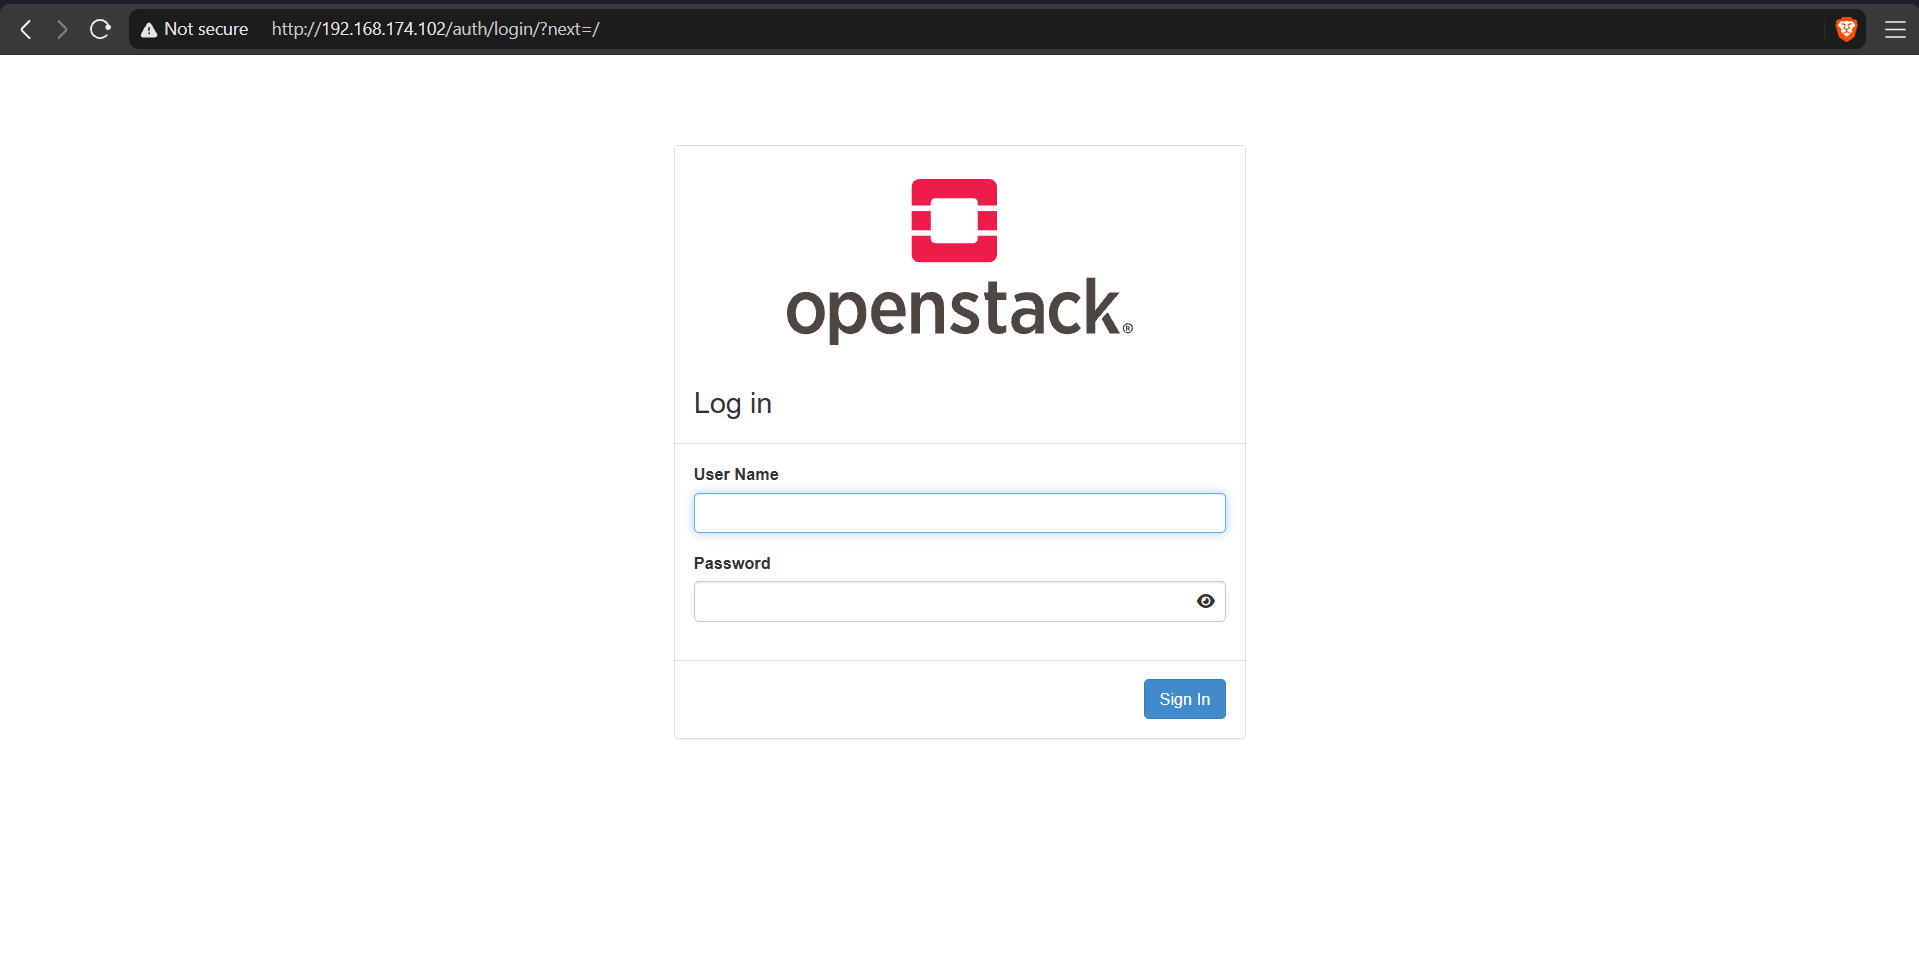 Not secure http://192.168.174.102/auth/login/?next=/
openstack.®
Log in
User Name
Password
Sign In